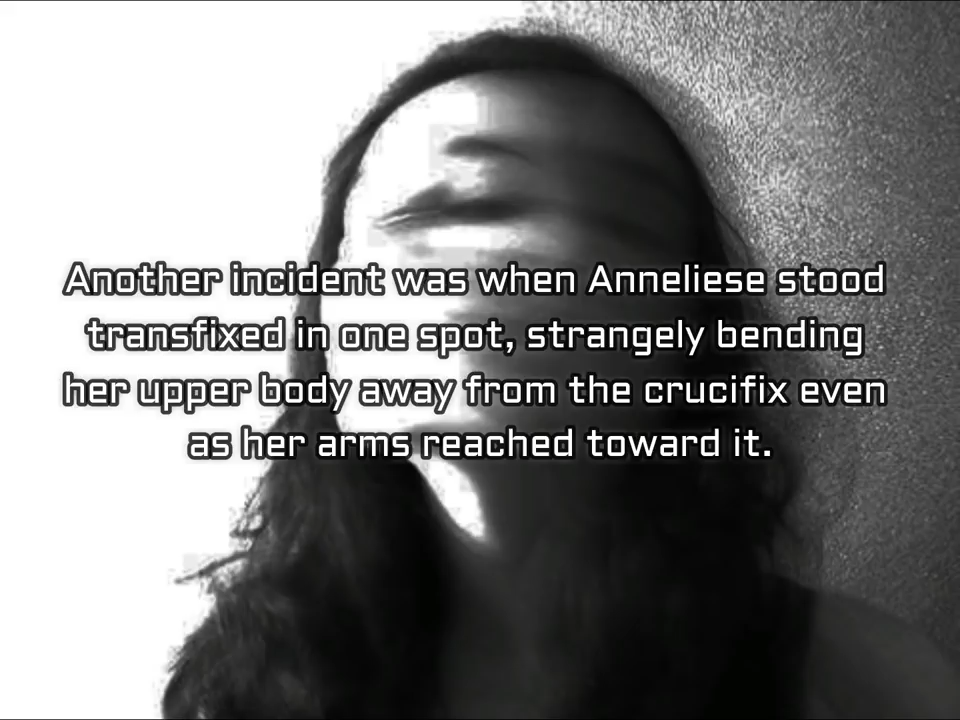 Another incident was when Anneliese stood
transfixed in one spot, strangely bending
her upper body away from the crucifix even
as her arms reached toward it.